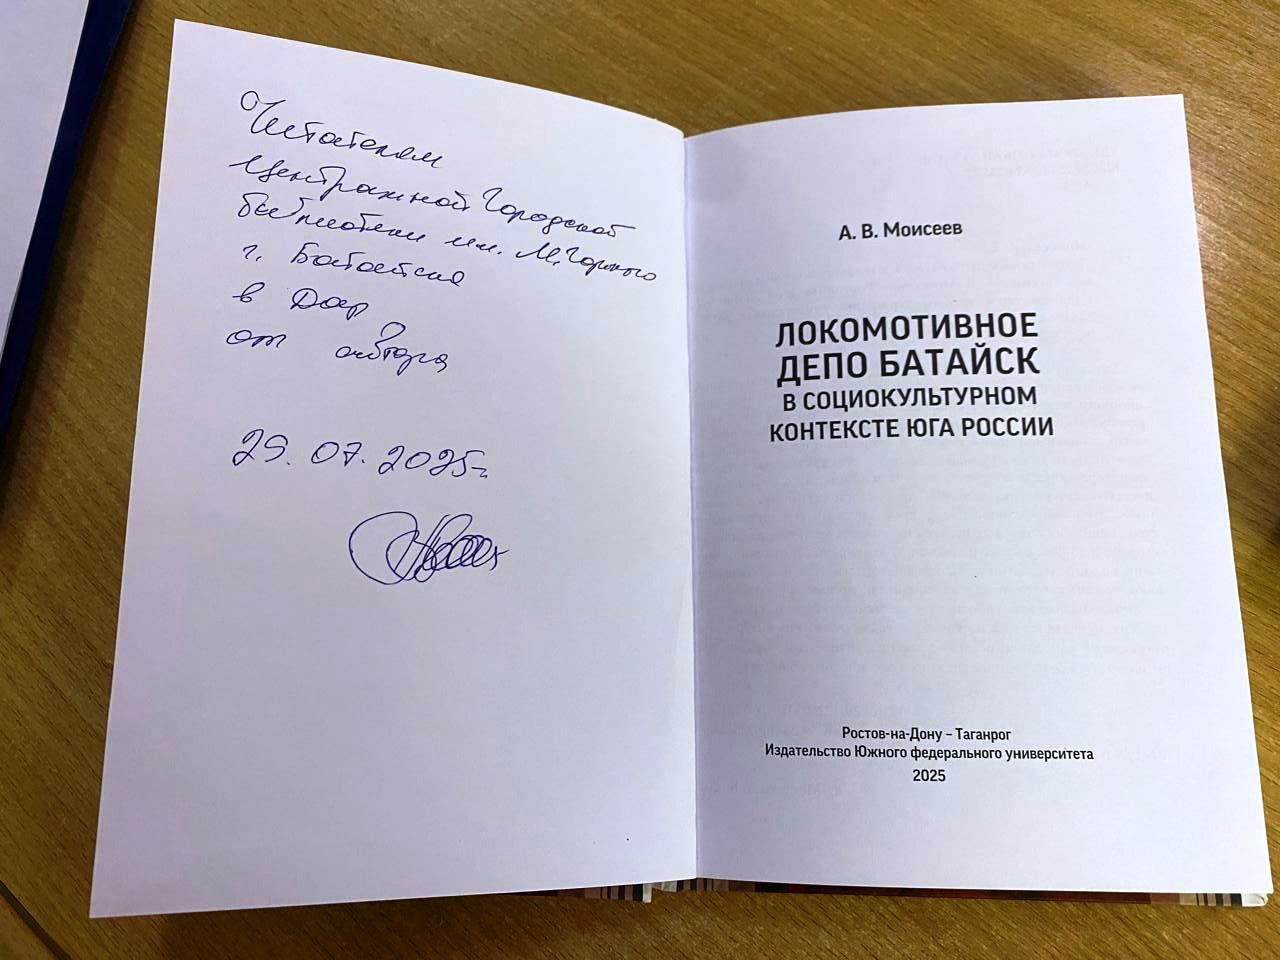 Читателям
Центральной Городской
библиотеки им. М.Горького
г. Батайска
в Дар
от автора
29.07.2025г.
А. В. Моисеев
ЛОКОМОТИВНОЕ
ДЕПО БАТАЙСК
В СОЦИОКУЛЬТУРНОМ
КОНТЕКСТЕ ЮГА РОССИИ
Ростов-на-Дону – Таганрог
Издательство Южного федерального университета
2025